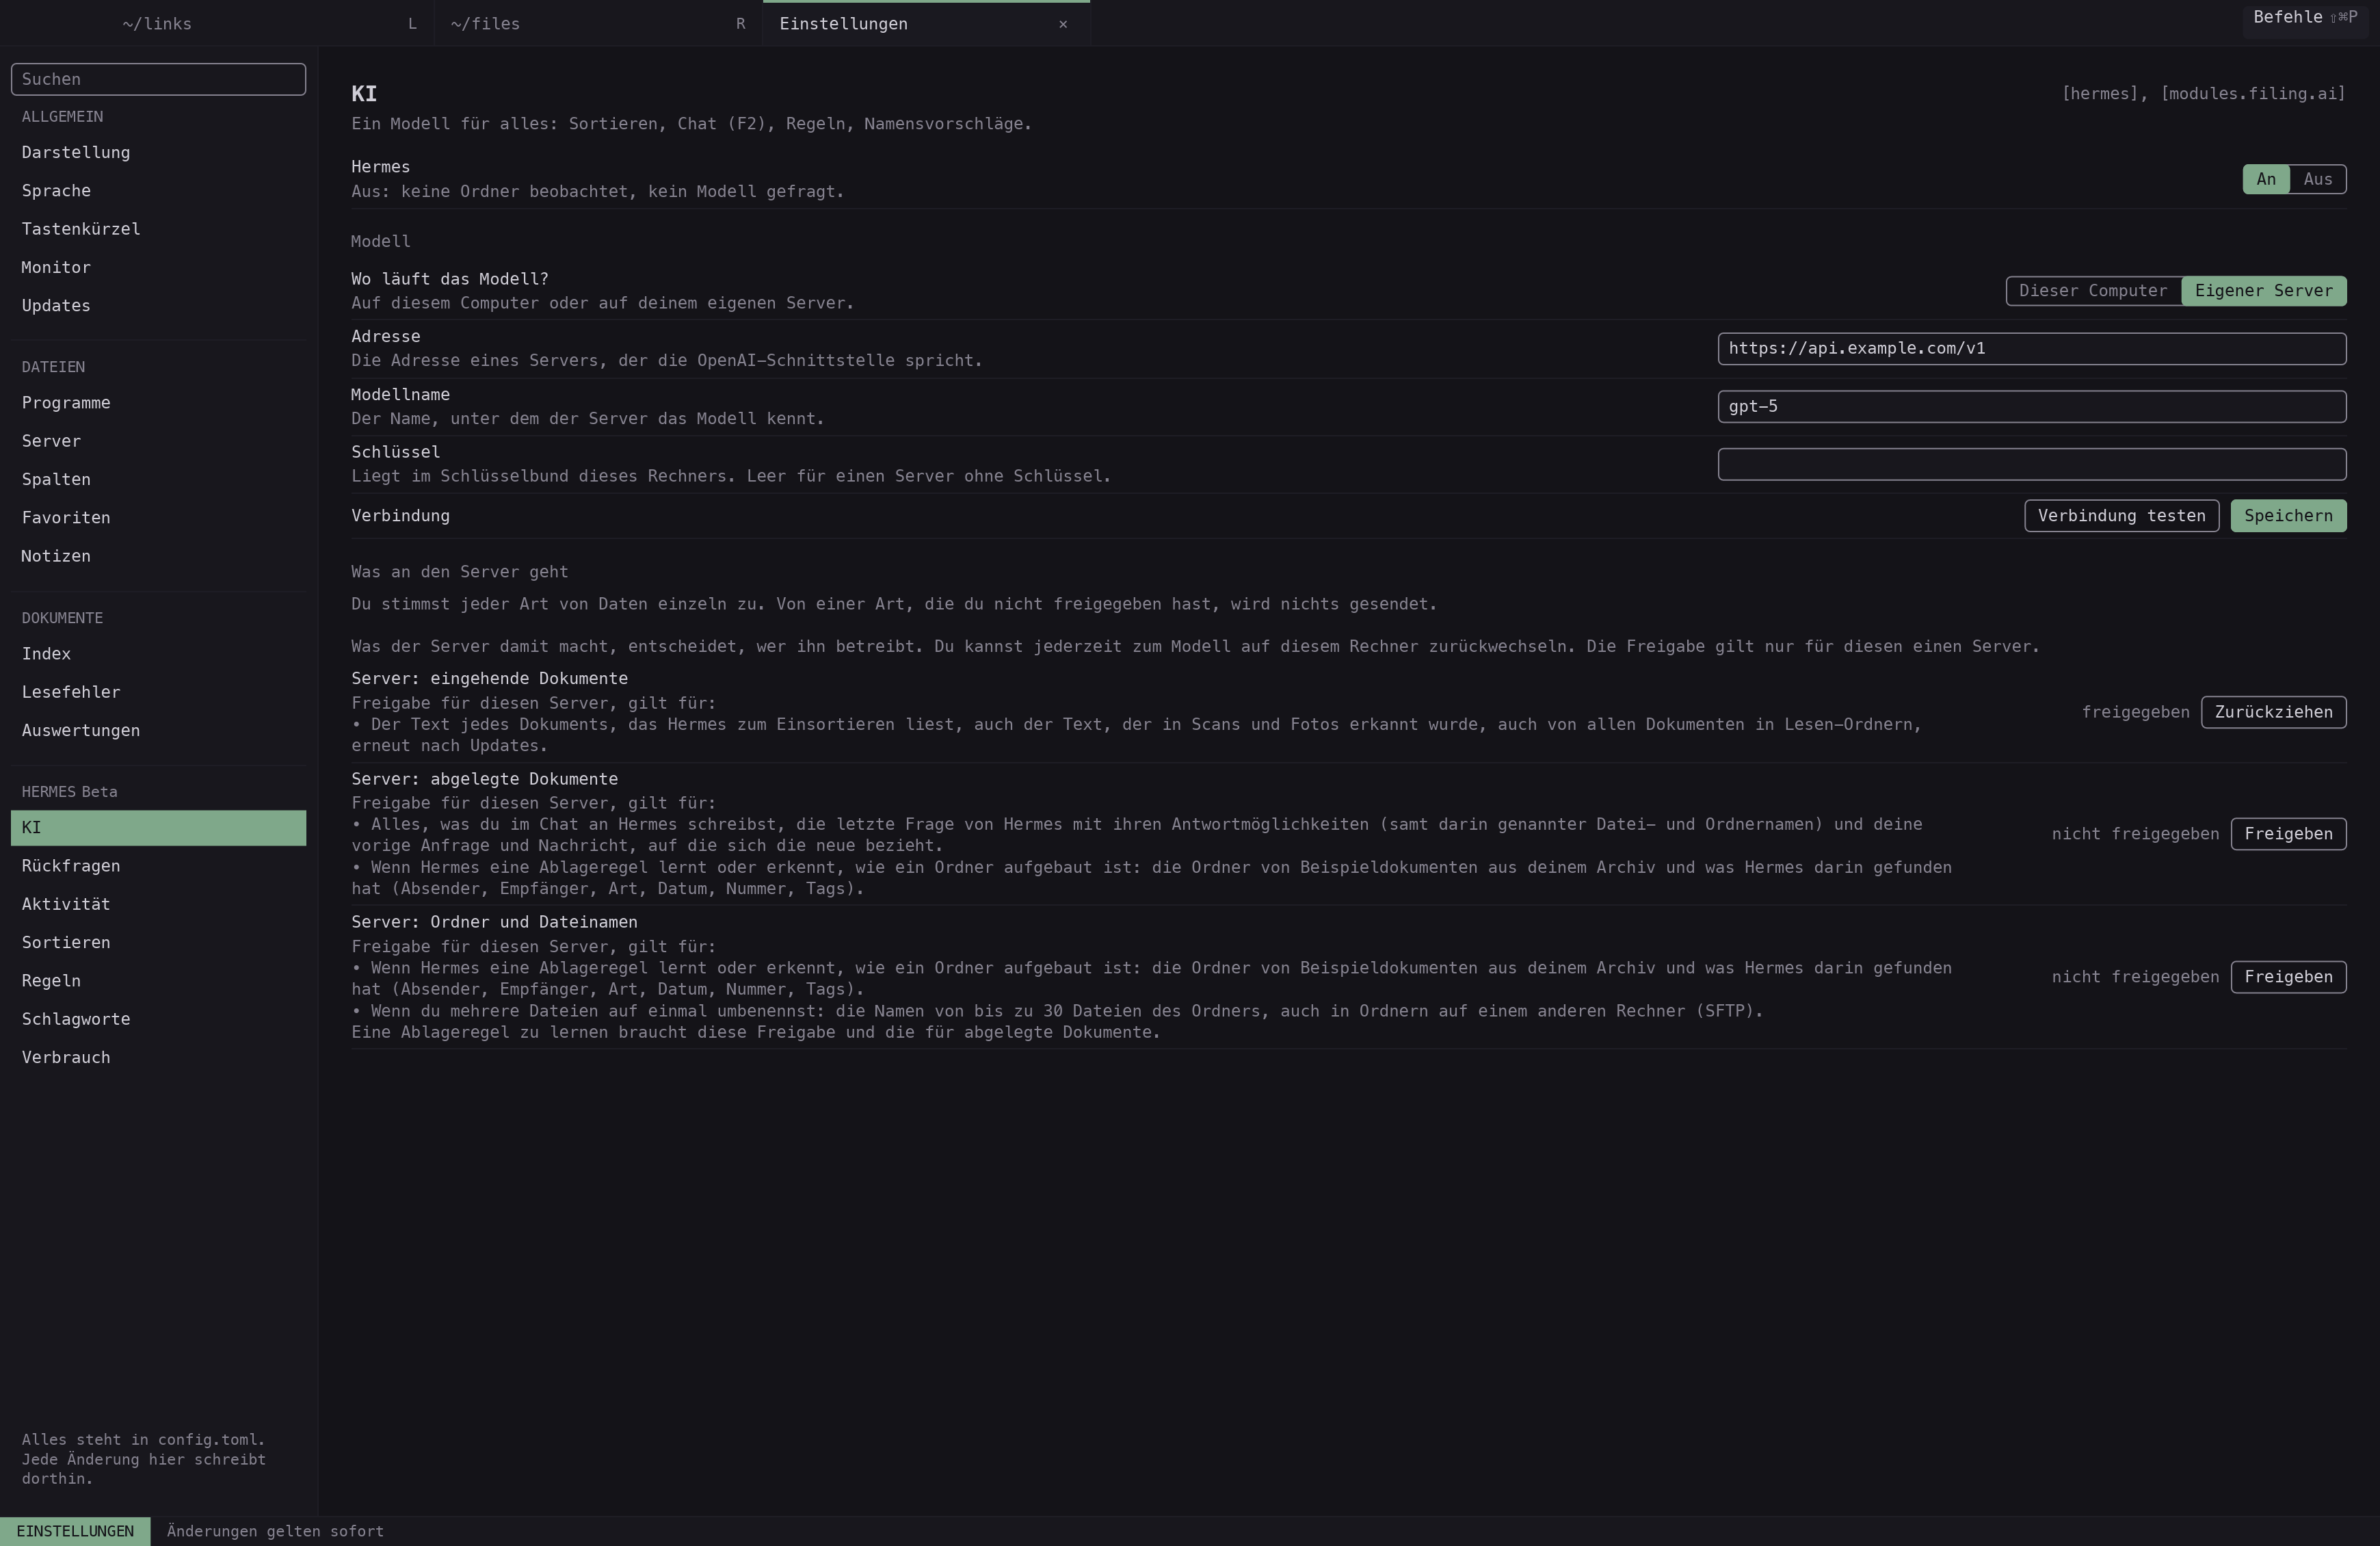 ~/links L ~/files R Einstellungen × Befehle ⇧⌘P
Suchen
ALLGEMEIN
Darstellung
Sprache
Tastenkürzel
Monitor
Updates
DATEIEN
Programme
Server
Spalten
Favoriten
Notizen
DOKUMENTE
Index
Lesefehler
Auswertungen
HERMES Beta
KI
Rückfragen
Aktivität
Sortieren
Regeln
Schlagworte
Verbrauch
Alles steht in config.toml.
Jede Änderung hier schreibt
dorthin.
KI [hermes], [modules.filing.ai]
Ein Modell für alles: Sortieren, Chat (F2), Regeln, Namensvorschläge.
Hermes
Aus: keine Ordner beobachtet, kein Modell gefragt.
An Aus
Modell
Wo läuft das Modell?
Auf diesem Computer oder auf deinem eigenen Server.
Dieser Computer Eigener Server
Adresse
Die Adresse eines Servers, der die OpenAI-Schnittstelle spricht.
https://api.example.com/v1
Modellname
Der Name, unter dem der Server das Modell kennt.
gpt-5
Schlüssel
Liegt im Schlüsselbund dieses Rechners. Leer für einen Server ohne Schlüssel.
Verbindung Verbindung testen Speichern
Was an den Server geht
Du stimmst jeder Art von Daten einzeln zu. Von einer Art, die du nicht freigegeben hast, wird nichts gesendet.
Was der Server damit macht, entscheidet, wer ihn betreibt. Du kannst jederzeit zum Modell auf diesem Rechner zurückwechseln. Die Freigabe gilt nur für diesen einen Server.
Server: eingehende Dokumente
Freigabe für diesen Server, gilt für:
• Der Text jedes Dokuments, das Hermes zum Einsortieren liest, auch der Text, der in Scans und Fotos erkannt wurde, auch von allen Dokumenten in Lesen-Ordnern,
erneut nach Updates.
freigegeben Zurückziehen
Server: abgelegte Dokumente
Freigabe für diesen Server, gilt für:
• Alles, was du im Chat an Hermes schreibst, die letzte Frage von Hermes mit ihren Antwortmöglichkeiten (samt darin genannter Datei- und Ordnernamen) und deine
vorige Anfrage und Nachricht, auf die sich die neue bezieht.
• Wenn Hermes eine Ablageregel lernt oder erkennt, wie ein Ordner aufgebaut ist: die Ordner von Beispieldokumenten aus deinem Archiv und was Hermes darin gefunden
hat (Absender, Empfänger, Art, Datum, Nummer, Tags).
nicht freigegeben Freigeben
Server: Ordner und Dateinamen
Freigabe für diesen Server, gilt für:
• Wenn Hermes eine Ablageregel lernt oder erkennt, wie ein Ordner aufgebaut ist: die Ordner von Beispieldokumenten aus deinem Archiv und was Hermes darin gefunden
hat (Absender, Empfänger, Art, Datum, Nummer, Tags).
• Wenn du mehrere Dateien auf einmal umbenennst: die Namen von bis zu 30 Dateien des Ordners, auch in Ordnern auf einem anderen Rechner (SFTP).
Eine Ablageregel zu lernen braucht diese Freigabe und die für abgelegte Dokumente.
nicht freigegeben Freigeben
EINSTELLUNGEN Änderungen gelten sofort